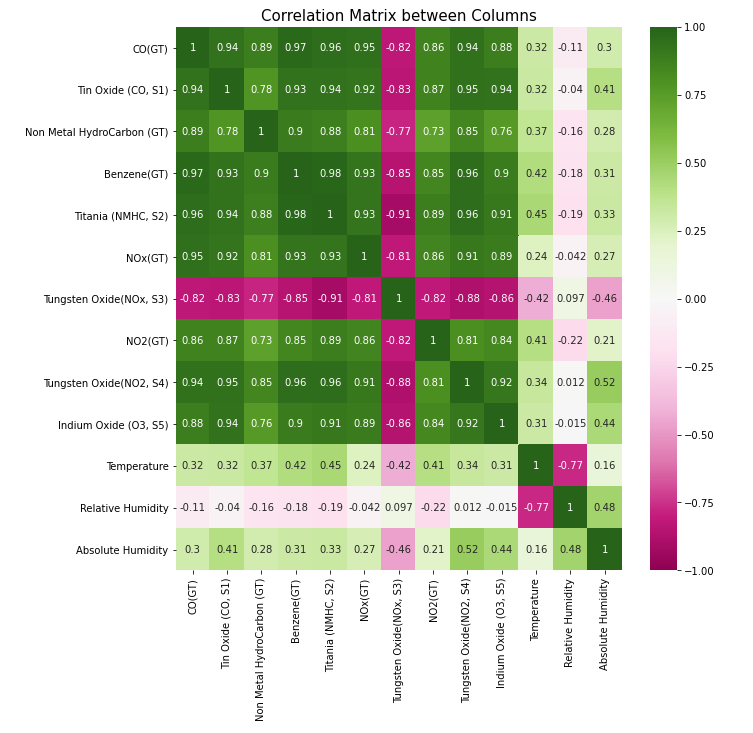 Correlation Matrix between Columns
CO(GT) 1 0.94 0.89 0.97 0.96 0.95 -0.82 0.86 0.94 0.88 0.32 -0.11 0.3
Tin Oxide (CO, S1) 0.94 1 0.78 0.93 0.94 0.92 -0.83 0.87 0.95 0.94 0.32 -0.04 0.41
Non Metal HydroCarbon (GT) 0.89 0.78 1 0.9 0.88 0.81 -0.77 0.73 0.85 0.76 0.37 -0.16 0.28
Benzene(GT) 0.97 0.93 0.9 1 0.98 0.93 -0.85 0.85 0.96 0.9 0.42 -0.18 0.31
Titania (NMHC, S2) 0.96 0.94 0.88 0.98 1 0.93 -0.91 0.89 0.96 0.91 0.45 -0.19 0.33
NOx(GT) 0.95 0.92 0.81 0.93 0.93 1 -0.81 0.86 0.91 0.89 0.24 -0.042 0.27
Tungsten Oxide(NOx, S3) -0.82 -0.83 -0.77 -0.85 -0.91 -0.81 1 -0.82 -0.88 -0.86 -0.42 0.097 -0.46
NO2(GT) 0.86 0.87 0.73 0.85 0.89 0.86 -0.82 1 0.81 0.84 0.41 -0.22 0.21
Tungsten Oxide(NO2, S4) 0.94 0.95 0.85 0.96 0.96 0.91 -0.88 0.81 1 0.92 0.34 0.012 0.52
Indium Oxide (O3, S5) 0.88 0.94 0.76 0.9 0.91 0.89 -0.86 0.84 0.92 1 0.31 -0.015 0.44
Temperature 0.32 0.32 0.37 0.42 0.45 0.24 -0.42 0.41 0.34 0.31 1 -0.77 0.16
Relative Humidity -0.11 -0.04 -0.16 -0.18 -0.19 -0.042 0.097 -0.22 0.012 -0.015 -0.77 1 0.48
Absolute Humidity 0.3 0.41 0.28 0.31 0.33 0.27 -0.46 0.21 0.52 0.44 0.16 0.48 1
CO(GT)
Tin Oxide (CO, S1)
Non Metal HydroCarbon (GT)
Benzene(GT)
Titania (NMHC, S2)
NOx(GT)
Tungsten Oxide(NOx, S3)
NO2(GT)
Tungsten Oxide(NO2, S4)
Indium Oxide (O3, S5)
Temperature
Relative Humidity
Absolute Humidity
1.00
0.75
0.50
0.25
0.00
−0.25
−0.50
−0.75
−1.00